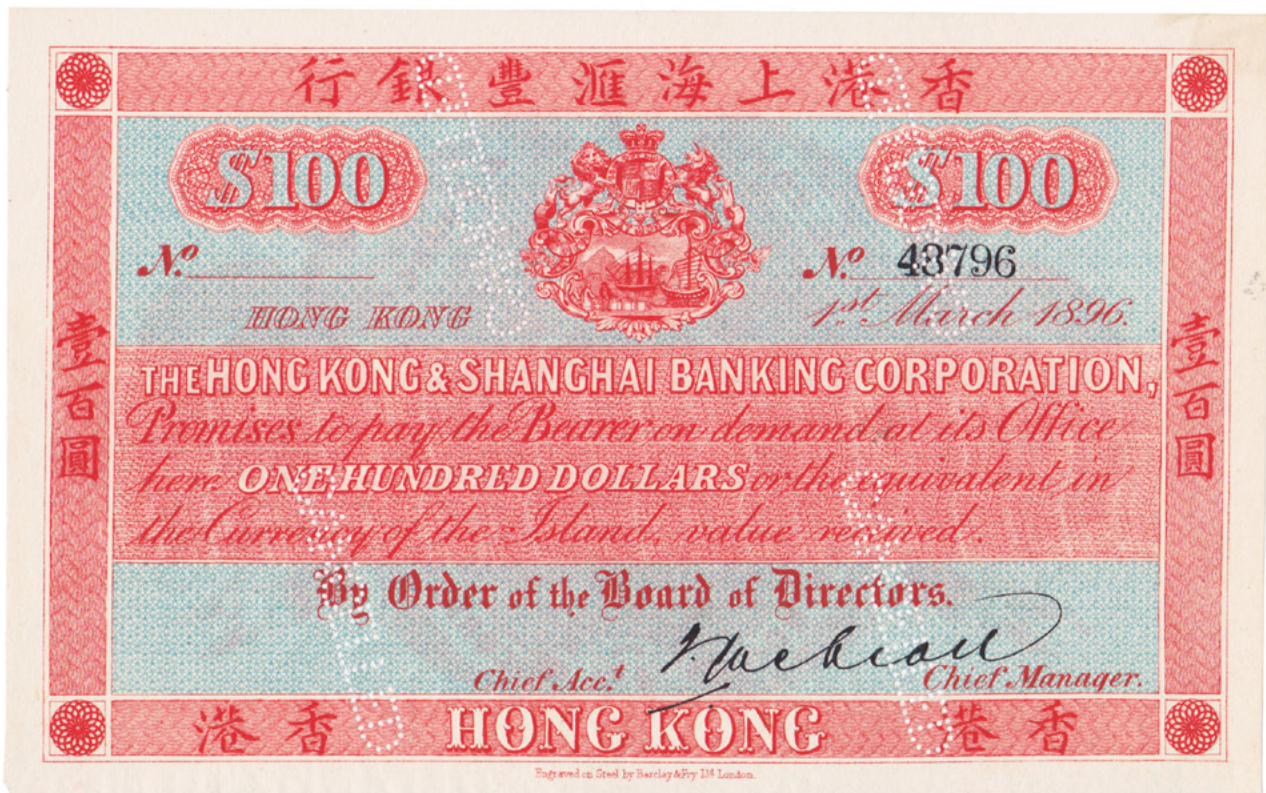 香港上海滙豐銀行
$100
$100
No.
No. 43796
HONG KONG
1st March 1896.
壹百圓
壹百圓
THE HONG KONG & SHANGHAI BANKING CORPORATION,
Promises to pay the Bearer on demand at its Office
here ONE HUNDRED DOLLARS or the equivalent in
the Currency of the Island, value received.
By Order of the Board of Directors.
Chief Acct.
Chief Manager.
香港
HONG KONG
香港
Engraved on Steel by Barclay & Fry Ltd London.